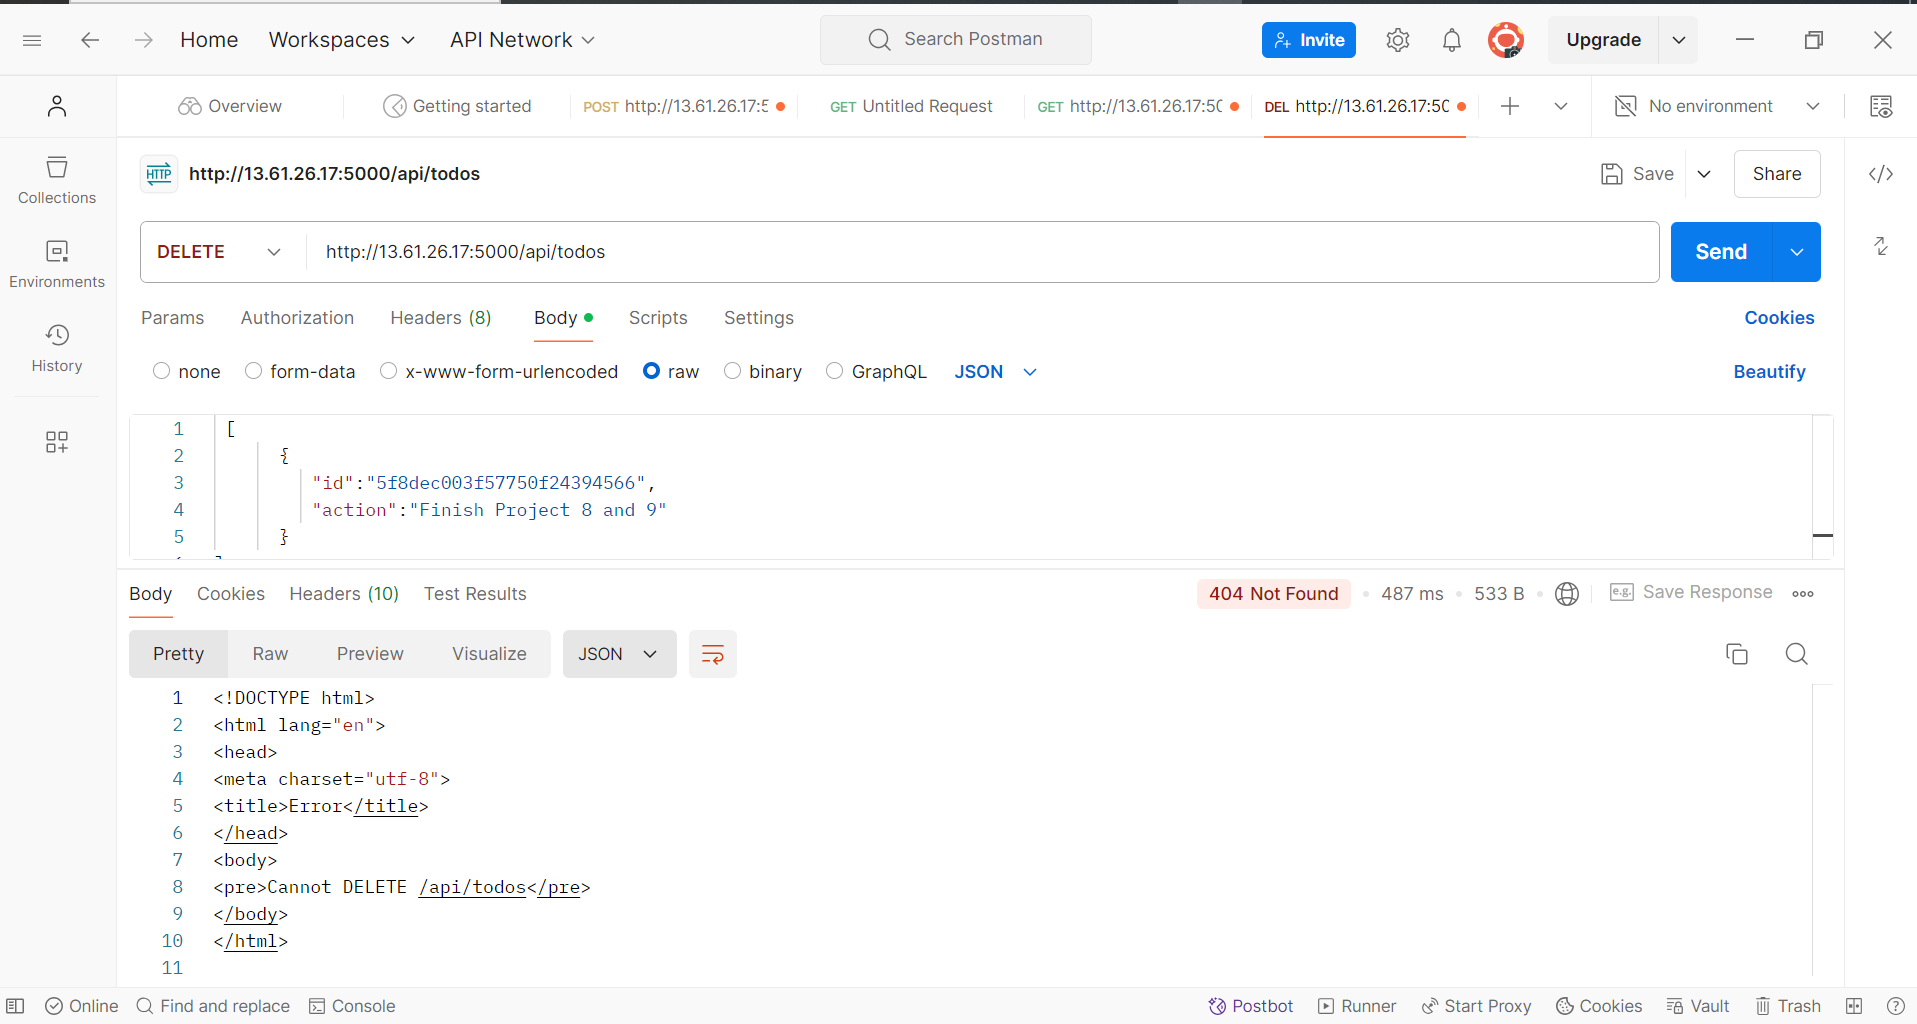 Home Workspaces API Network Search Postman Invite Upgrade
Overview Getting started POST http://13.61.26.17:5 GET Untitled Request GET http://13.61.26.17:50 DEL http://13.61.26.17:50 No environment
HTTP http://13.61.26.17:5000/api/todos Save Share
Collections
DELETE http://13.61.26.17:5000/api/todos Send
Environments
Params Authorization Headers (8) Body Scripts Settings Cookies
History
none form-data x-www-form-urlencoded raw binary GraphQL JSON Beautify
1 [
2 {
3 "id":"5f8dec003f57750f24394566",
4 "action":"Finish Project 8 and 9"
5 }
Body Cookies Headers (10) Test Results 404 Not Found 487 ms 533 B e.g. Save Response
Pretty Raw Preview Visualize JSON
1 <!DOCTYPE html>
2 <html lang="en">
3 <head>
4 <meta charset="utf-8">
5 <title>Error</title>
6 </head>
7 <body>
8 <pre>Cannot DELETE /api/todos</pre>
9 </body>
10 </html>
11
Online Find and replace Console Postbot Runner Start Proxy Cookies Vault Trash